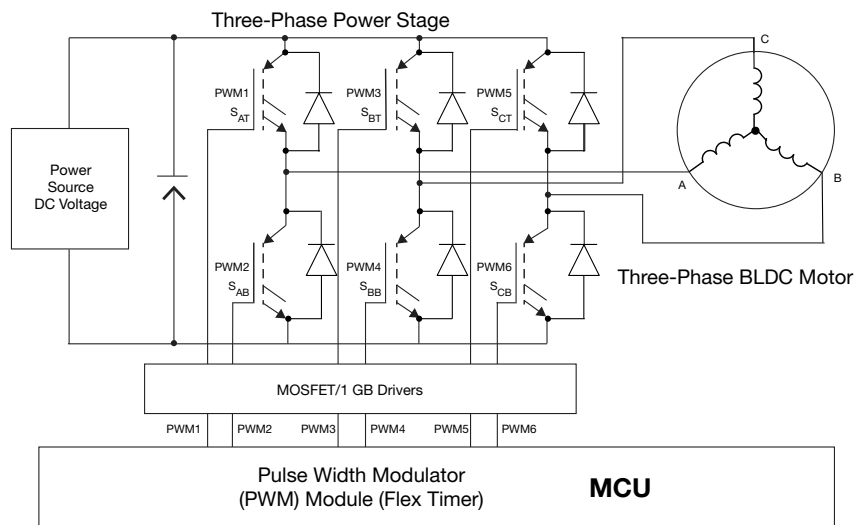 Three-Phase Power Stage
C
PWM1
S_AT
PWM3
S_BT
PWM5
S_CT
Power
Source
DC Voltage
A
B
PWM2
S_AB
PWM4
S_BB
PWM6
S_CB
Three-Phase BLDC Motor
MOSFET/1 GB Drivers
PWM1 PWM2 PWM3 PWM4 PWM5 PWM6
Pulse Width Modulator
(PWM) Module (Flex Timer)
MCU